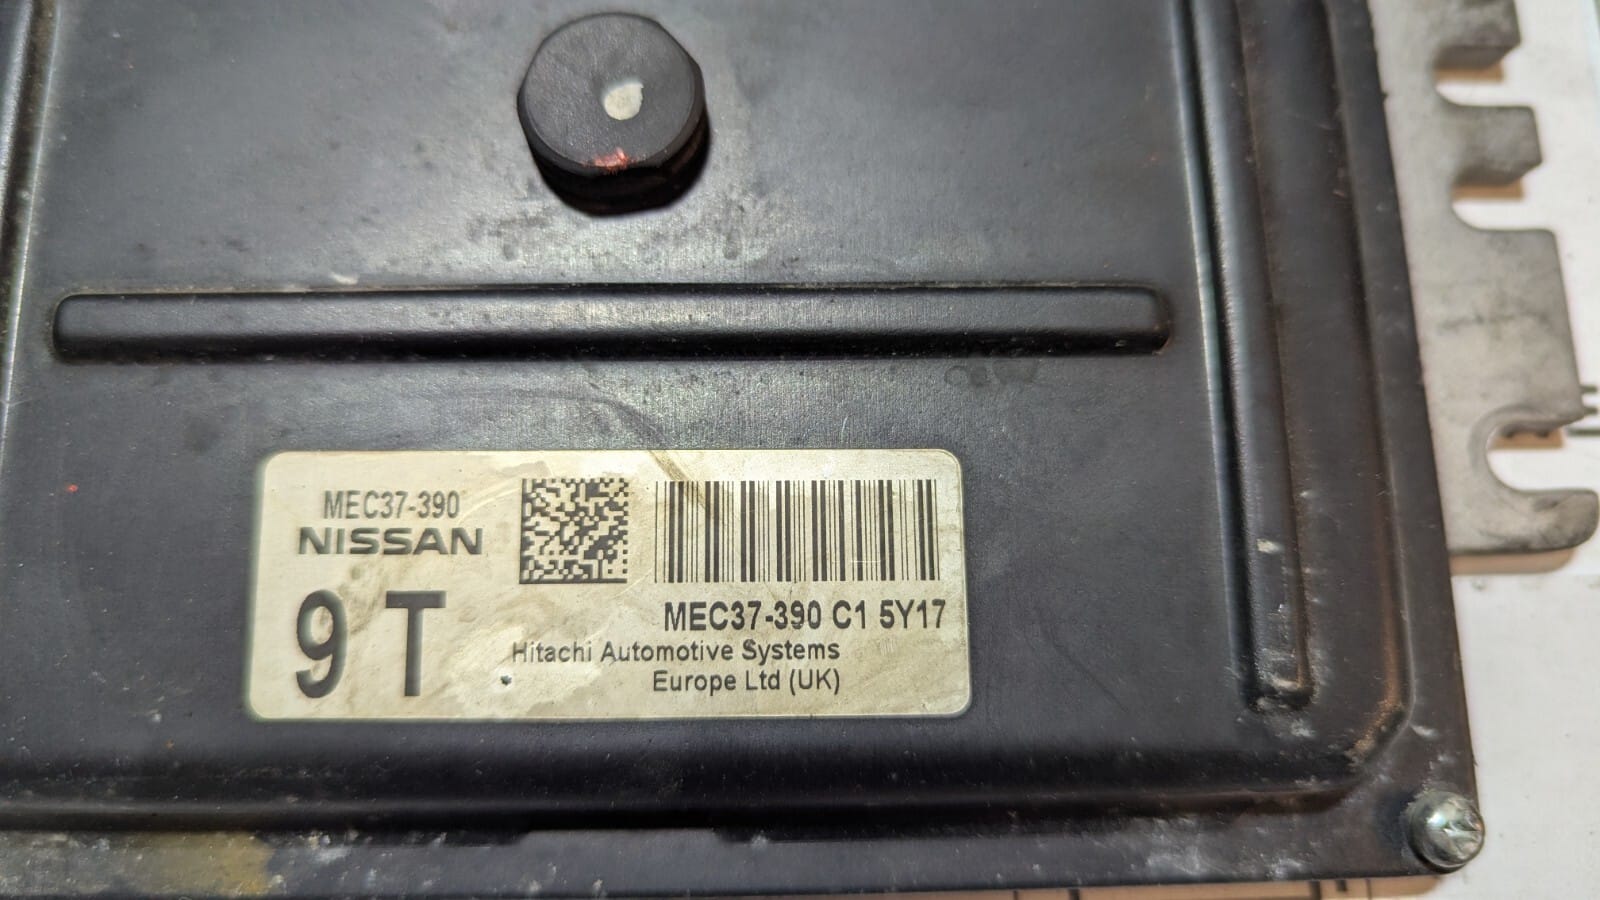 MEC37-390
NISSAN
9 T
MEC37-390 C1 5Y17
Hitachi Automotive Systems
Europe Ltd (UK)